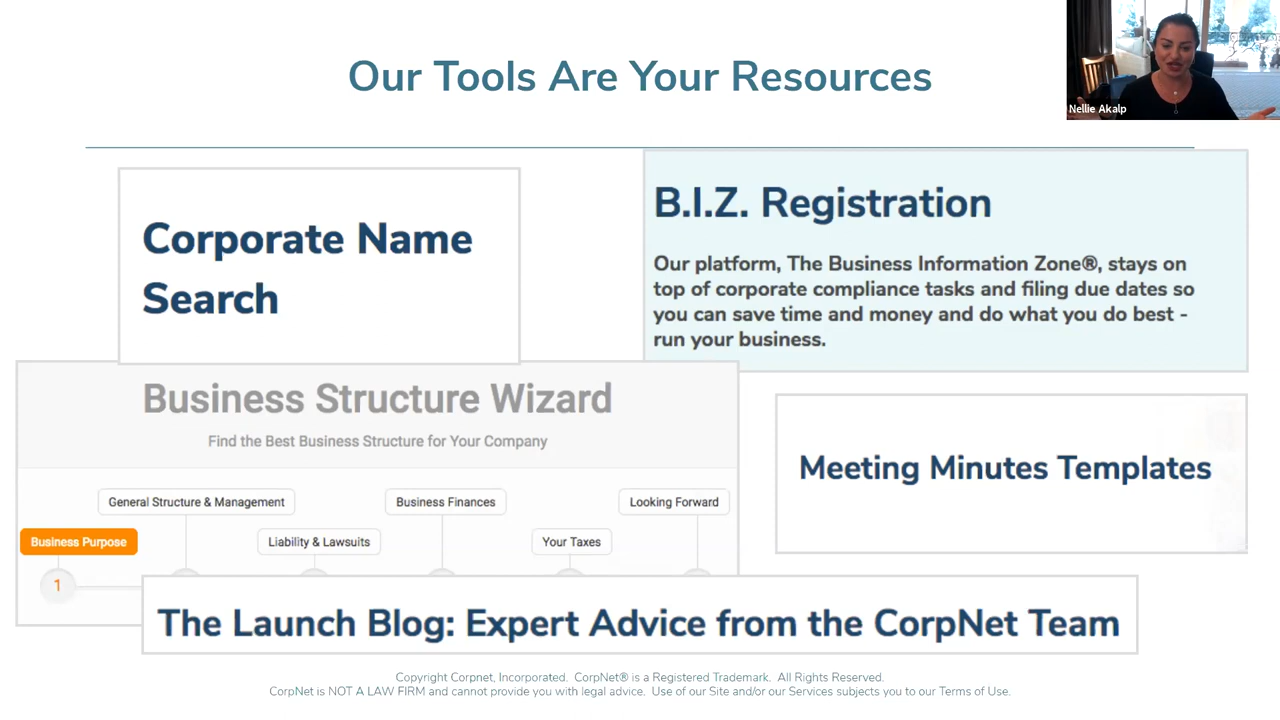 Our Tools Are Your Resources
Nellie Akalp
Corporate Name
Search
B.I.Z. Registration
Our platform, The Business Information Zone®, stays on
top of corporate compliance tasks and filing due dates so
you can save time and money and do what you do best -
run your business.
Business Structure Wizard
Find the Best Business Structure for Your Company
General Structure & Management
Business Finances
Looking Forward
Business Purpose
Liability & Lawsuits
Your Taxes
1
Meeting Minutes Templates
The Launch Blog: Expert Advice from the CorpNet Team
Copyright Corpnet, Incorporated. CorpNet® is a Registered Trademark. All Rights Reserved.
CorpNet is NOT A LAW FIRM and cannot provide you with legal advice. Use of our Site and/or our Services subjects you to our Terms of Use.